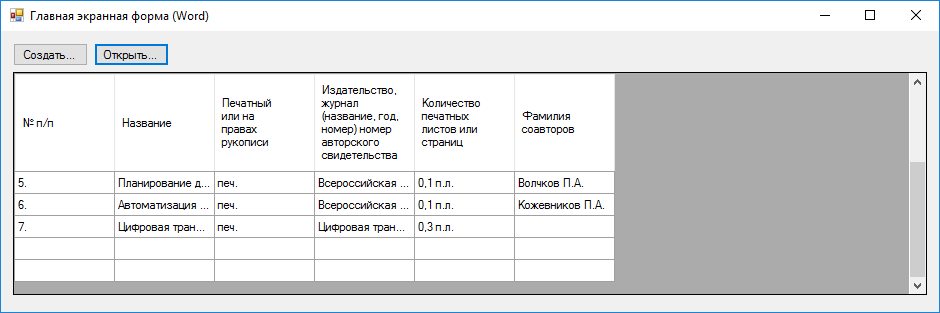 Главная экранная форма (Word)
Создать... Открыть...
№ п/п
Название
Печатный
или на
правах
рукописи
Издательство,
журнал
(название, год,
номер) номер
авторского
свидетельства
Количество
печатных
листов или
страниц
Фамилия
соавторов
5. Планирование д... печ. Всероссийская ... 0,1 п.л. Волчков П.А.
6. Автоматизация ... печ. Всероссийская ... 0,1 п.л. Кожевников П.А.
7. Цифровая тран... печ. Цифровая тран... 0,3 п.л.